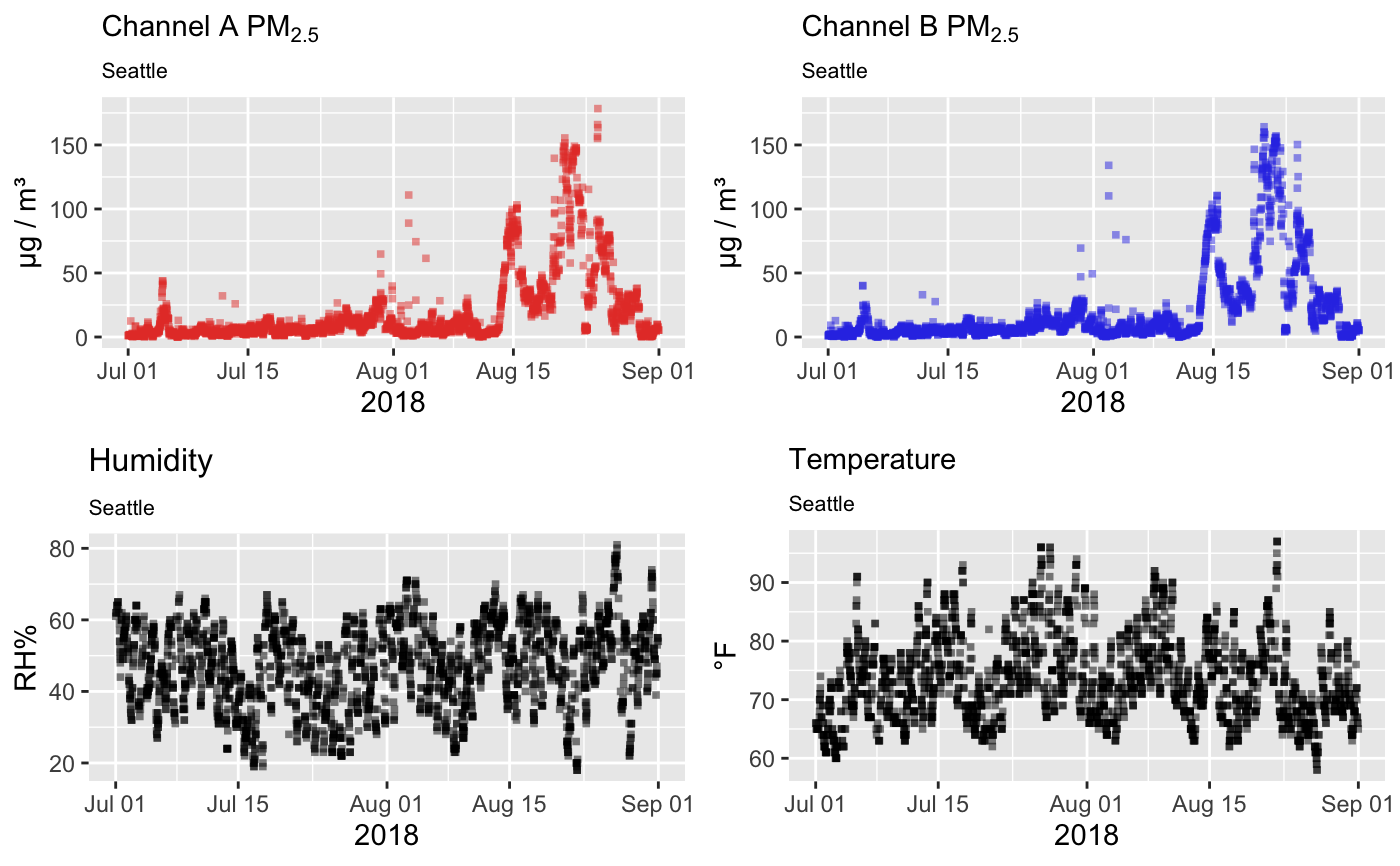 Channel A PM2.5
Seattle
µg / m³
150
100
50
0
Jul 01 Jul 15 Aug 01 Aug 15 Sep 01
2018
Channel B PM2.5
Seattle
µg / m³
150
100
50
0
Jul 01 Jul 15 Aug 01 Aug 15 Sep 01
2018
Humidity
Seattle
RH%
80
60
40
20
Jul 01 Jul 15 Aug 01 Aug 15 Sep 01
2018
Temperature
Seattle
°F
90
80
70
60
Jul 01 Jul 15 Aug 01 Aug 15 Sep 01
2018